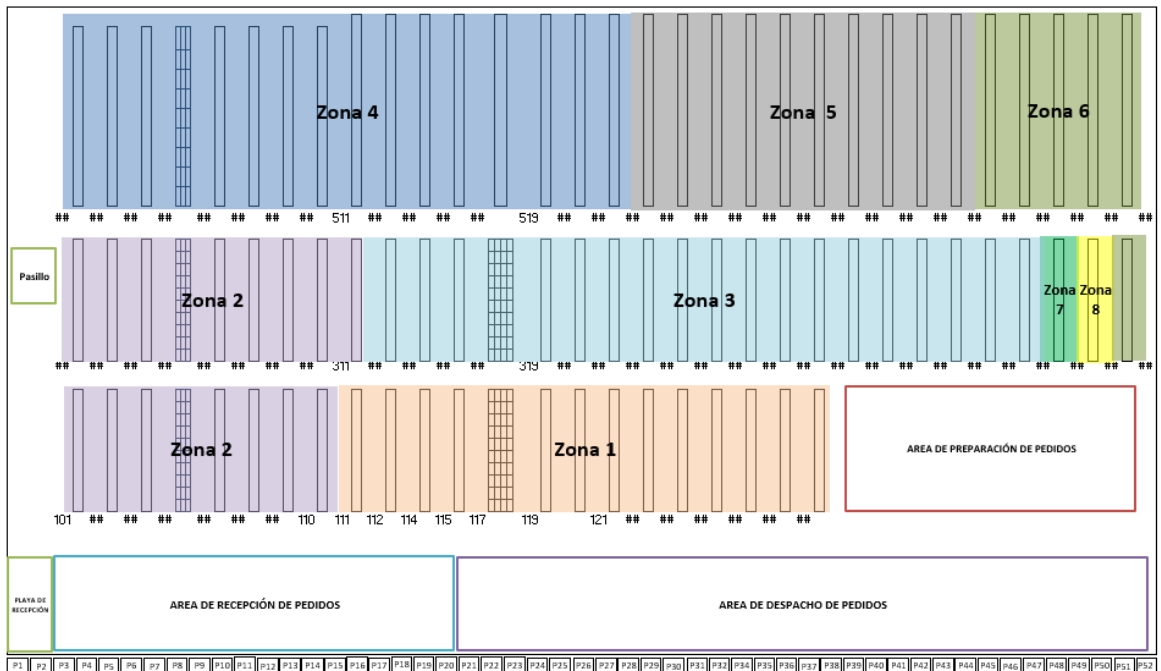 Zona 4 Zona 5 Zona 6
## ## ## ## ## ## ## ## 511 ## ## ## ## 519 ## ## ## ## ## ## ## ## ## ## ## ## ## ## ## ## ## ##
Pasillo
Zona 2 Zona 3 Zona 7 Zona 8
## ## ## ## ## ## ## ## 311 ## ## ## ## 319 ## ## ## ## ## ## ## ## ## ## ## ## ## ## ## ## ## ##
Zona 2 Zona 1 AREA DE PREPARACIÓN DE PEDIDOS
101 ## ## ## ## ## ## 110 111 112 114 115 117 119 121 ## ## ## ## ## ##
PLAYA DE
RECEPCIÓN
AREA DE RECEPCIÓN DE PEDIDOS AREA DE DESPACHO DE PEDIDOS
P1 P2 P3 P4 P5 P6 P7 P8 P9 P10 P11 P12 P13 P14 P15 P16 P17 P18 P19 P20 P21 P22 P23 P24 P25 P26 P27 P28 P29 P30 P31 P32 P34 P35 P36 P37 P38 P39 P40 P41 P42 P43 P44 P45 P46 P47 P48 P49 P50 P51 P52